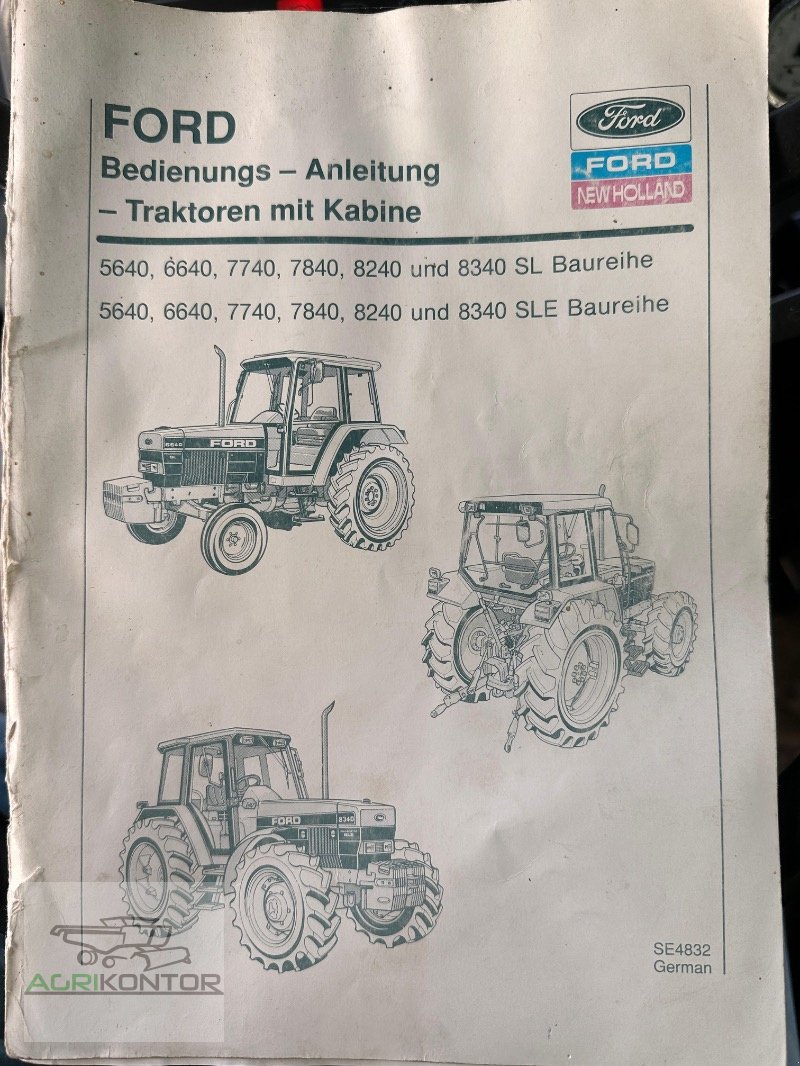 FORD
Bedienungs – Anleitung
– Traktoren mit Kabine
Ford
FORD
NEW HOLLAND
5640, 6640, 7740, 7840, 8240 und 8340 SL Baureihe
5640, 6640, 7740, 7840, 8240 und 8340 SLE Baureihe
FORD
FORD
8340
SLE
SE4832
German
AGRIKONTOR